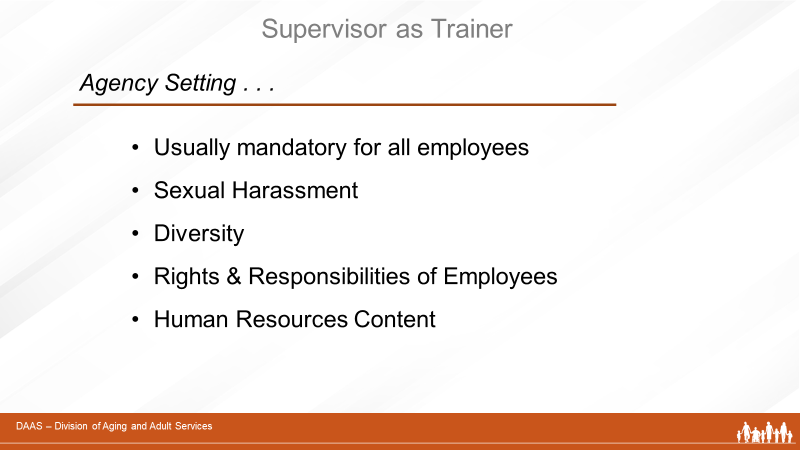 Supervisor as Trainer
Agency Setting . . .
• Usually mandatory for all employees
• Sexual Harassment
• Diversity
• Rights & Responsibilities of Employees
• Human Resources Content
DAAS – Division of Aging and Adult Services